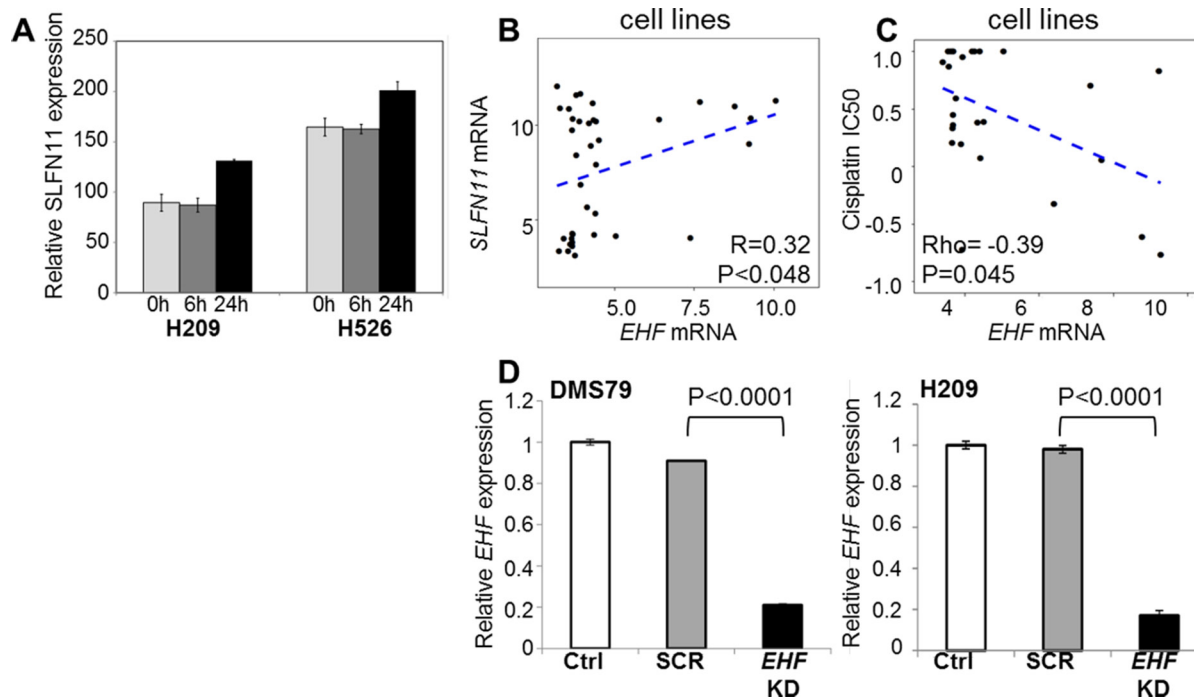 A
Relative SLFN11 expression
250
200
150
100
50
0
0h 6h 24h 0h 6h 24h
H209 H526
B
cell lines
SLFN11 mRNA
10
5
R=0.32
P<0.048
5.0 7.5 10.0
EHF mRNA
C
cell lines
Cisplatin IC50
1.0
0.5
0
-0.5
-1.0
Rho= -0.39
P=0.045
4 6 8 10
EHF mRNA
D
DMS79
P<0.0001
Relative EHF expression
1.2
1
0.8
0.6
0.4
0.2
0
Ctrl SCR EHF
KD
H209
P<0.0001
Relative EHF expression
1.2
1
0.8
0.6
0.4
0.2
0
Ctrl SCR EHF
KD